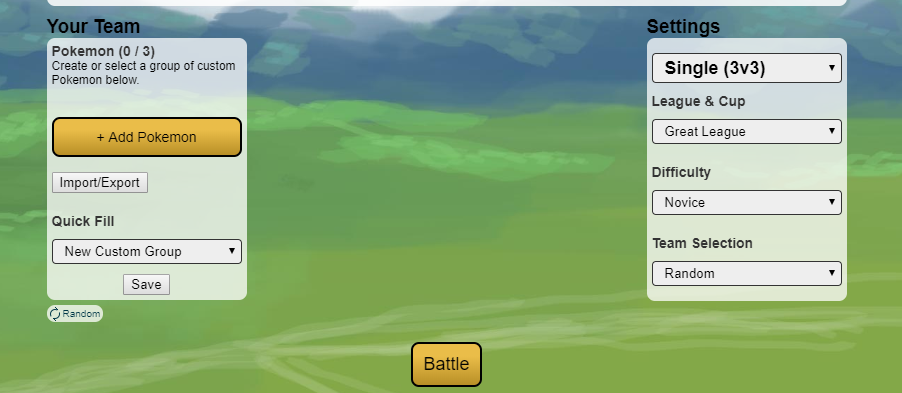 Your Team
Pokemon (0 / 3)
Create or select a group of custom
Pokemon below.
+ Add Pokemon
Import/Export
Quick Fill
New Custom Group
Save
Random
Settings
Single (3v3)
League & Cup
Great League
Difficulty
Novice
Team Selection
Random
Battle